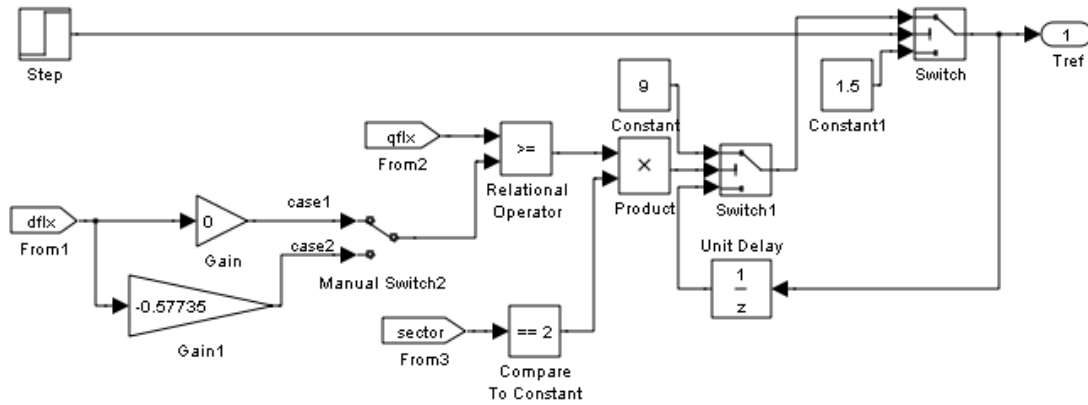 Step
9
Constant
1.5
Constant1
Switch
1
Tref
qflx
From2
>=
Relational
Operator
×
Product
Switch1
dflx
From1
0
Gain
case1
case2
Manual Switch2
-0.57735
Gain1
sector
From3
== 2
Compare
To Constant
Unit Delay
1
z